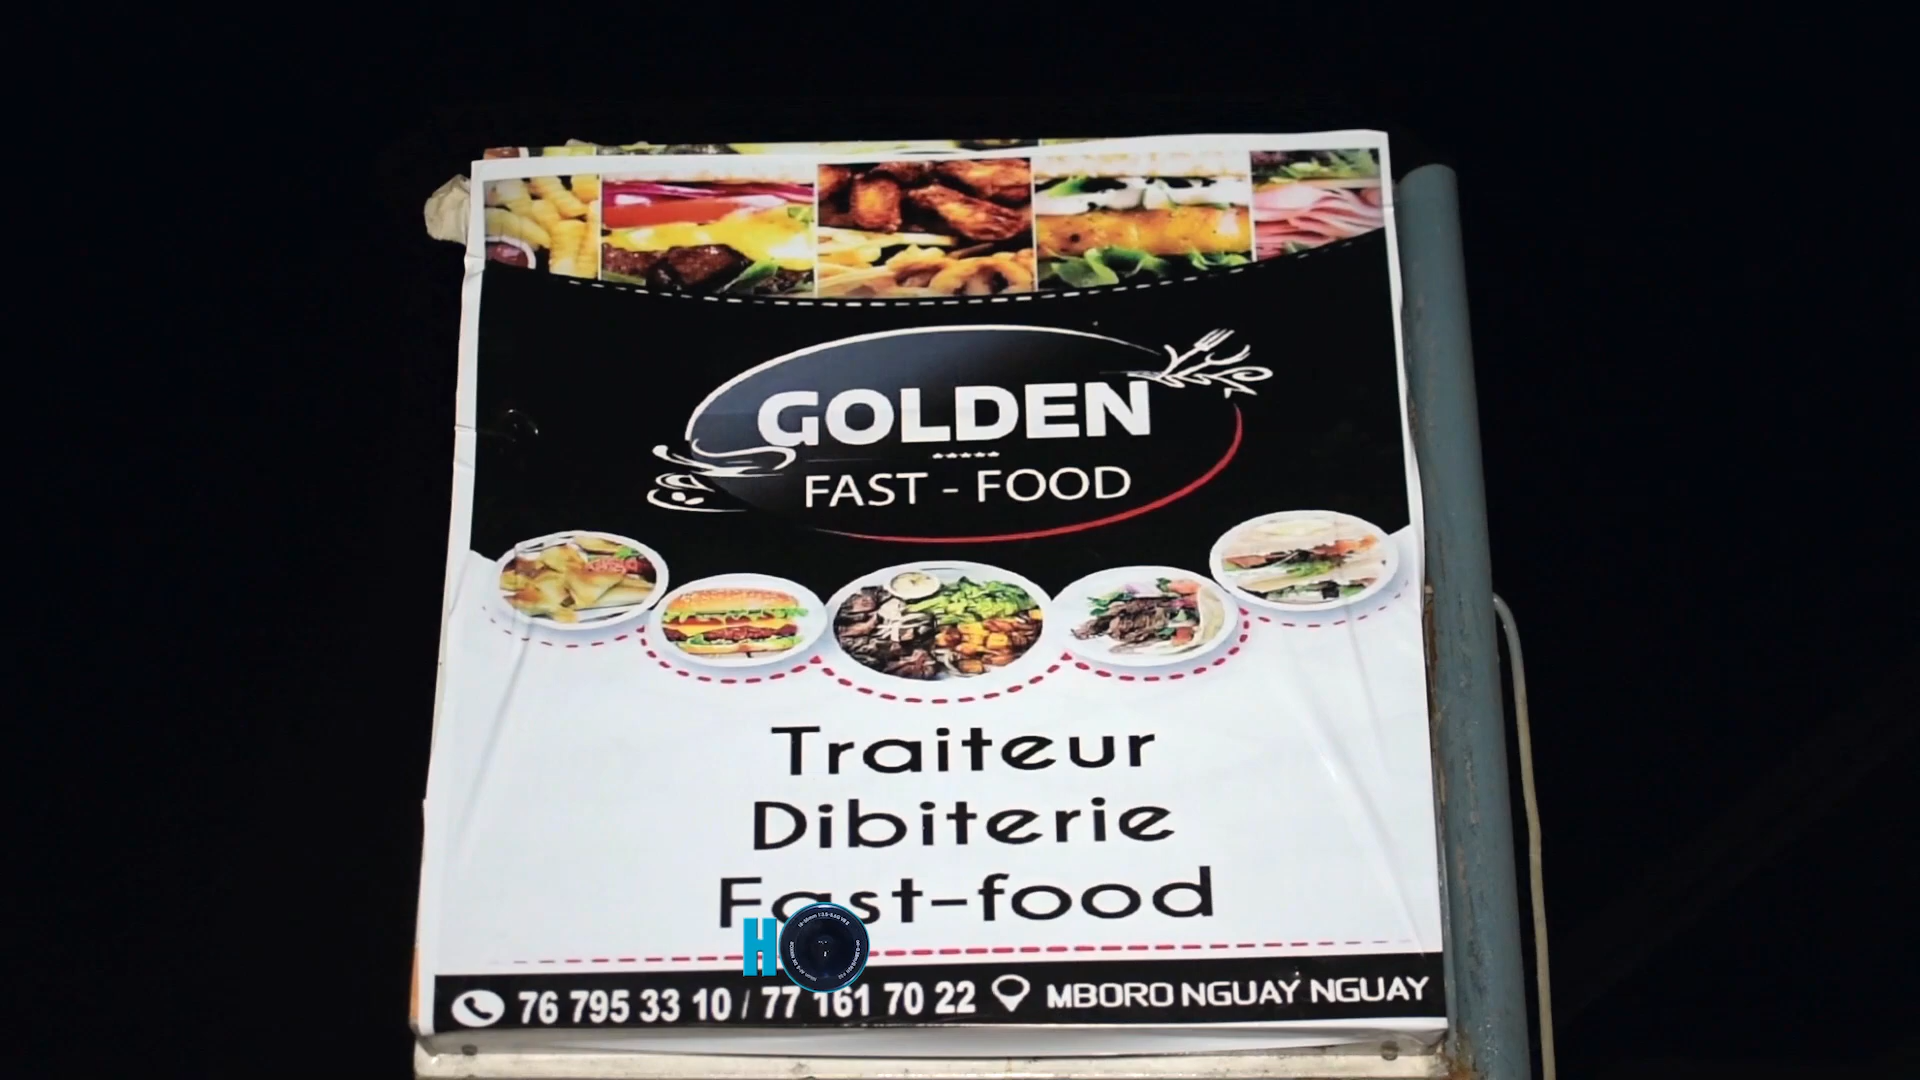 GOLDEN
FAST - FOOD
Traiteur
Dibiterie
Fast-food
H
76 795 33 10 / 77 161 70 22 MBORO NGUAY NGUAY